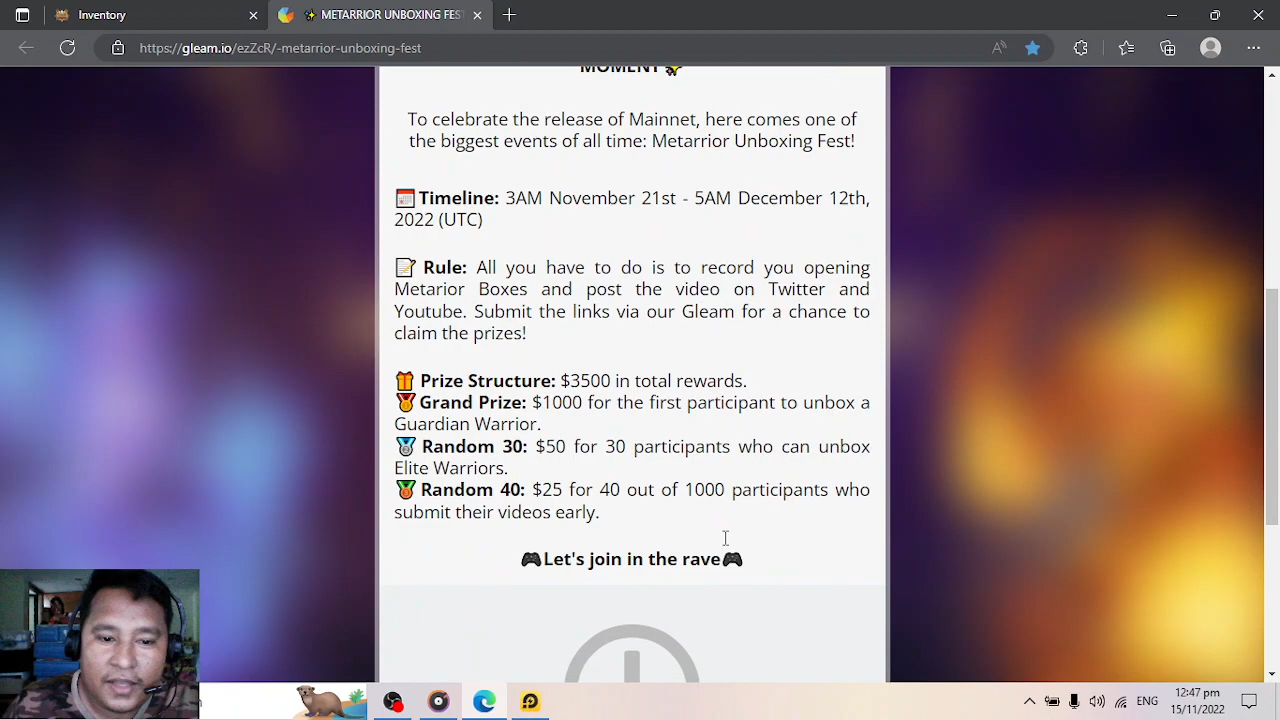 Inventory
METARRIOR UNBOXING FEST
https://gleam.io/ezZcR/-metarrior-unboxing-fest
MOMENT
To celebrate the release of Mainnet, here comes one of
the biggest events of all time: Metarrior Unboxing Fest!
Timeline: 3AM November 21st - 5AM December 12th,
2022 (UTC)
Rule: All you have to do is to record you opening
Metarior Boxes and post the video on Twitter and
Youtube. Submit the links via our Gleam for a chance to
claim the prizes!
Prize Structure: $3500 in total rewards.
Grand Prize: $1000 for the first participant to unbox a
Guardian Warrior.
Random 30: $50 for 30 participants who can unbox
Elite Warriors.
Random 40: $25 for 40 out of 1000 participants who
submit their videos early.
Let's join in the rave
12:47 pm
15/11/2022